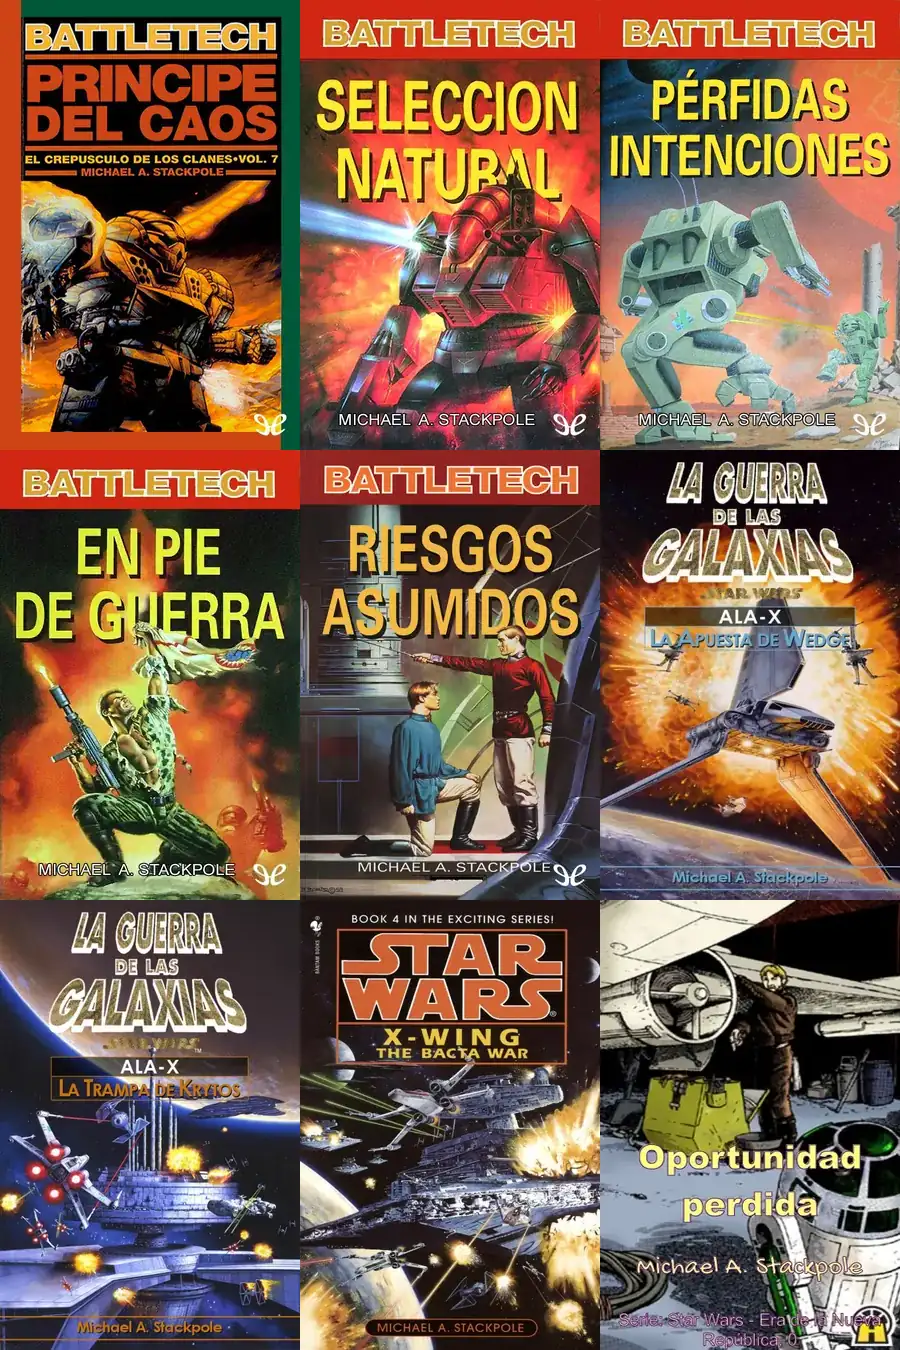 BATTLETECH
PRINCIPE
DEL CAOS
EL CREPUSCULO DE LOS CLANES•VOL. 7
MICHAEL A. STACKPOLE
BATTLETECH
SELECCION
NATURAL
MICHAEL A. STACKPOLE
BATTLETECH
PÉRFIDAS
INTENCIONES
MICHAEL A. STACKPOLE
BATTLETECH
EN PIE
DE GUERRA
MICHAEL A. STACKPOLE
BATTLETECH
RIESGOS
ASUMIDOS
MICHAEL A. STACKPOLE
LA GUERRA
DE LAS
GALAXIAS
STAR WARS
ALA-X
LA APUESTA DE WEDGE
Michael A. Stackpole
LA GUERRA
DE LAS
GALAXIAS
STAR WARS
ALA-X
LA TRAMPA DE KRYTOS
Michael A. Stackpole
BOOK 4 IN THE EXCITING SERIES!
BANTAM BOOKS
STAR
WARS®
X-WING
THE BACTA WAR
MICHAEL A. STACKPOLE
Oportunidad
perdida
Michael A. Stackpole
Serie: Star Wars - Era de la Nueva
República, 0